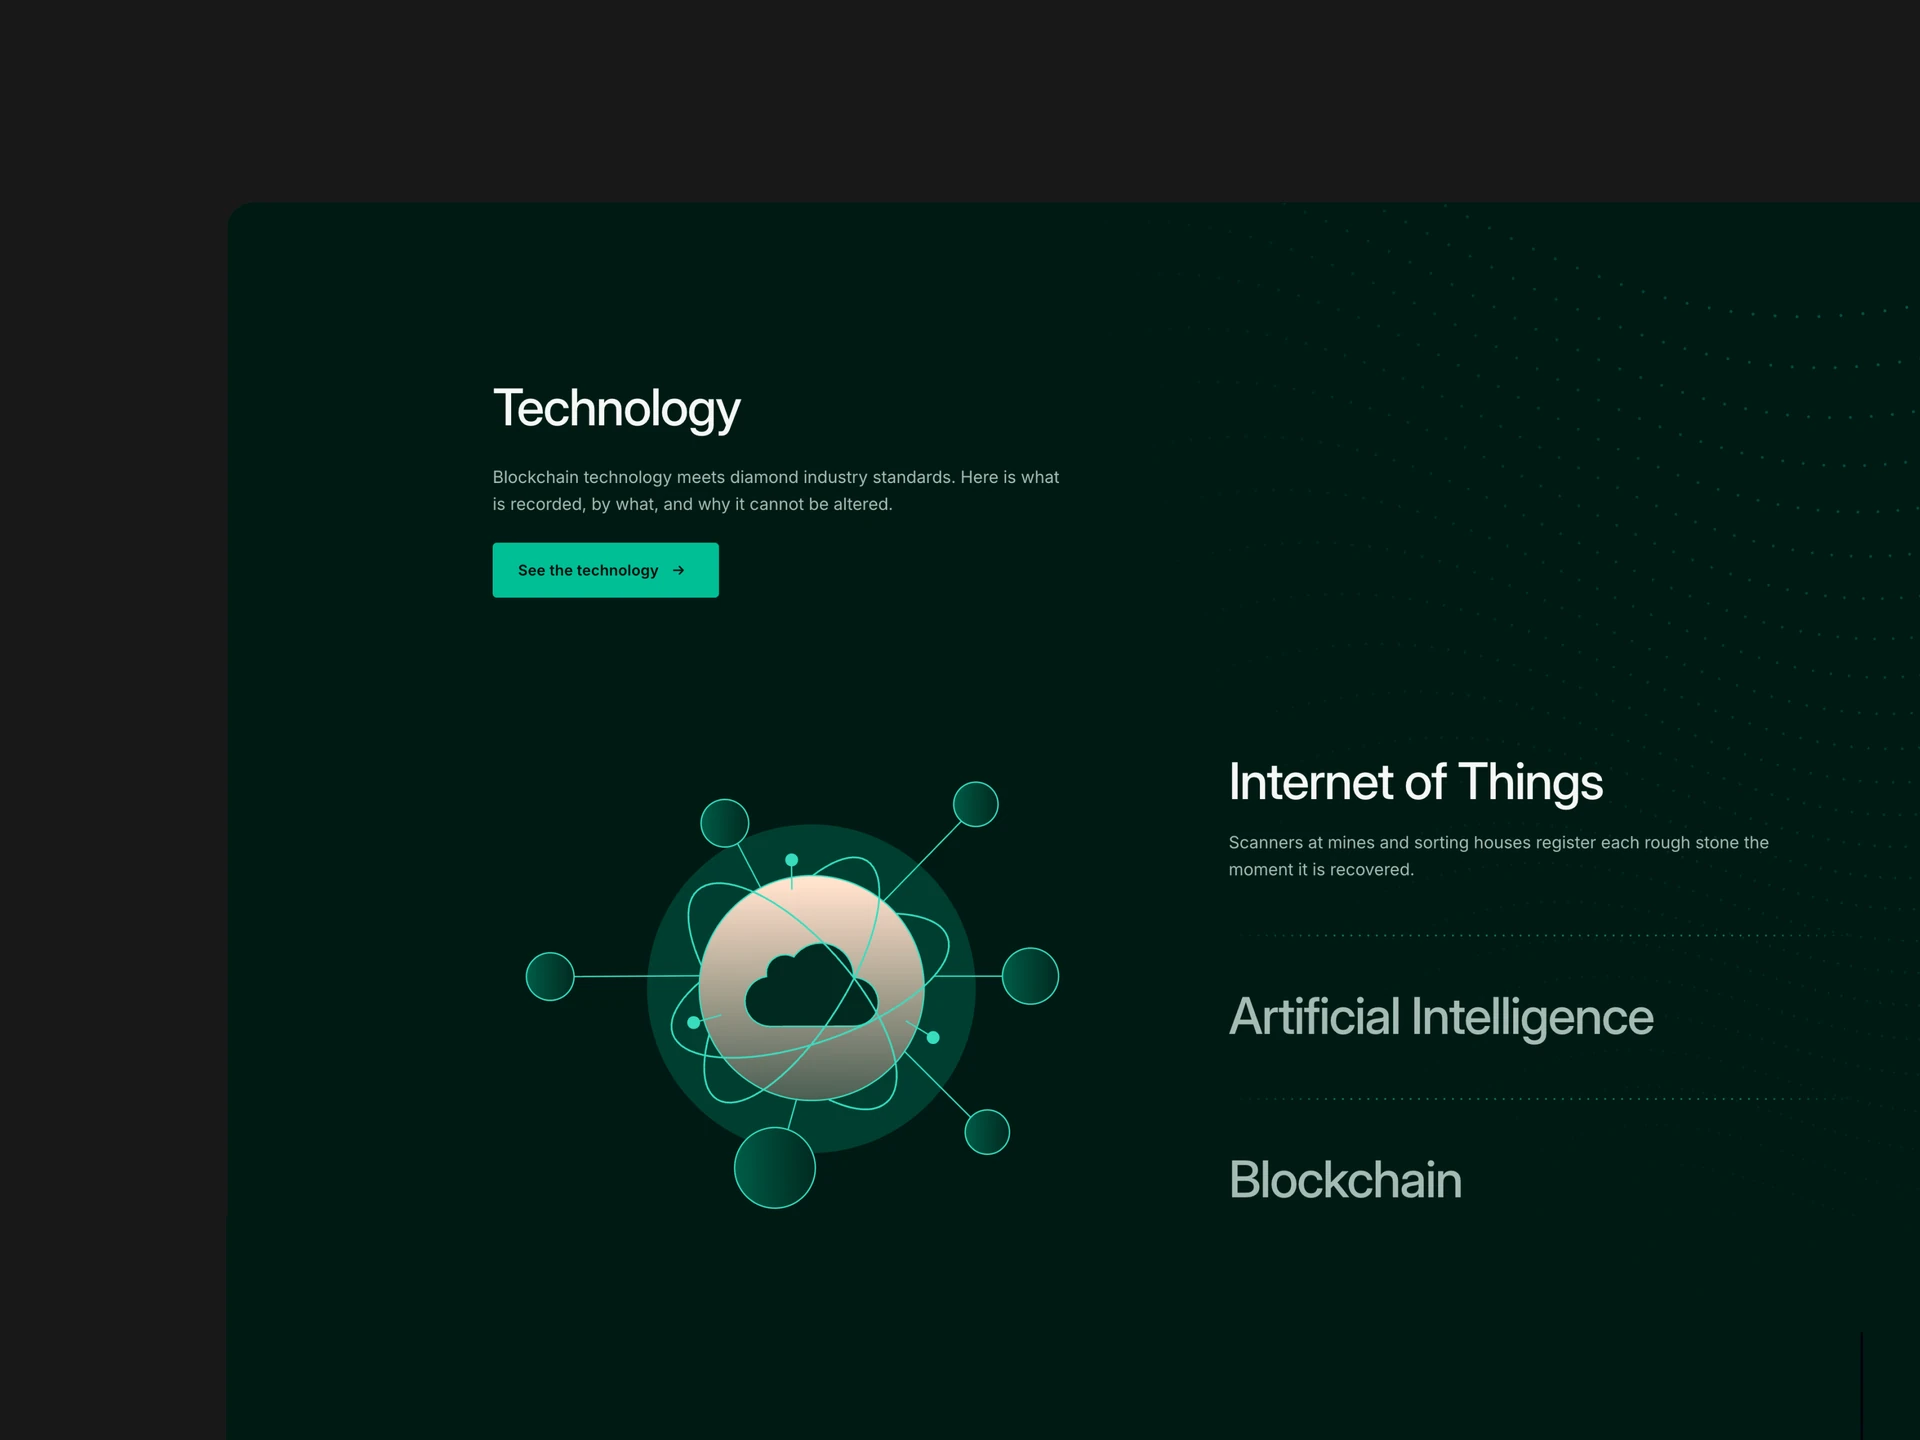 Technology
Blockchain technology meets diamond industry standards. Here is what
is recorded, by what, and why it cannot be altered.
See the technology →
Internet of Things
Scanners at mines and sorting houses register each rough stone the
moment it is recovered.
Artificial Intelligence
Blockchain